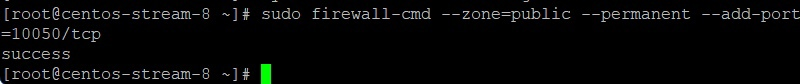 [root@centos-stream-8 ~]# sudo firewall-cmd --zone=public --permanent --add-port
=10050/tcp
success
[root@centos-stream-8 ~]#